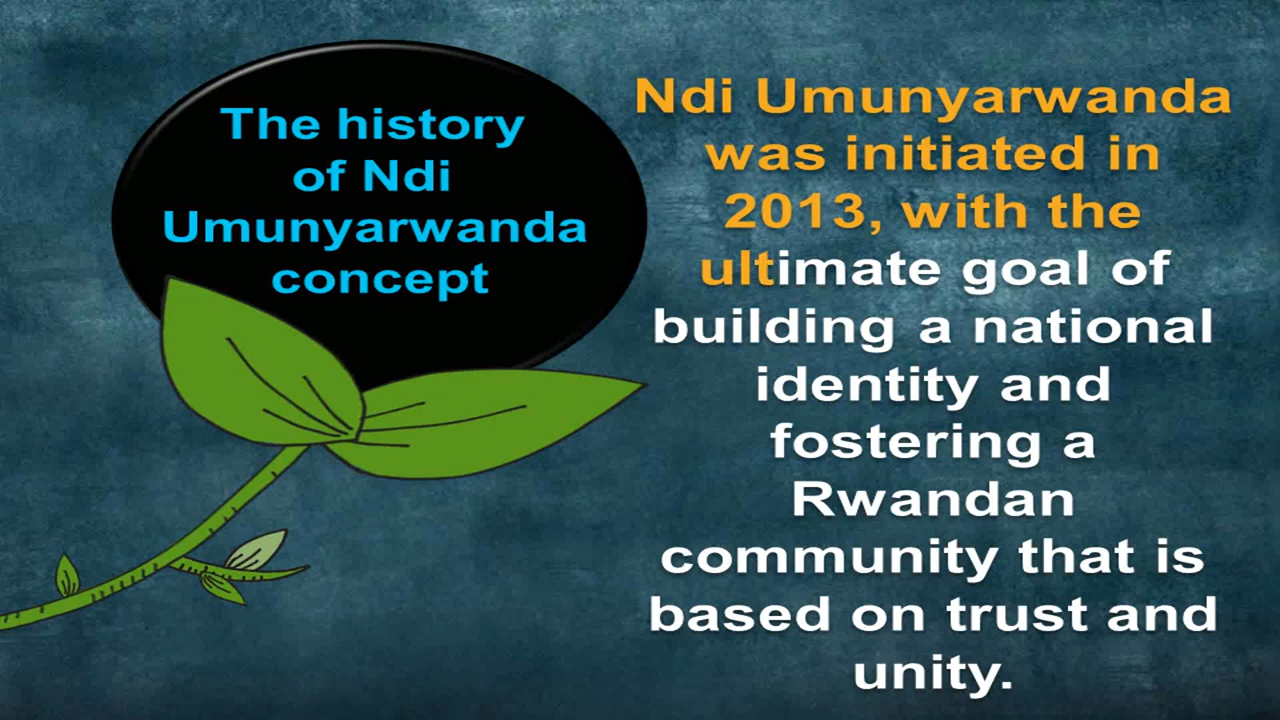 The history
of Ndi
Umunyarwanda
concept
Ndi Umunyarwanda
was initiated in
2013, with the
ultimate goal of
building a national
identity and
fostering a
Rwandan
community that is
based on trust and
unity.